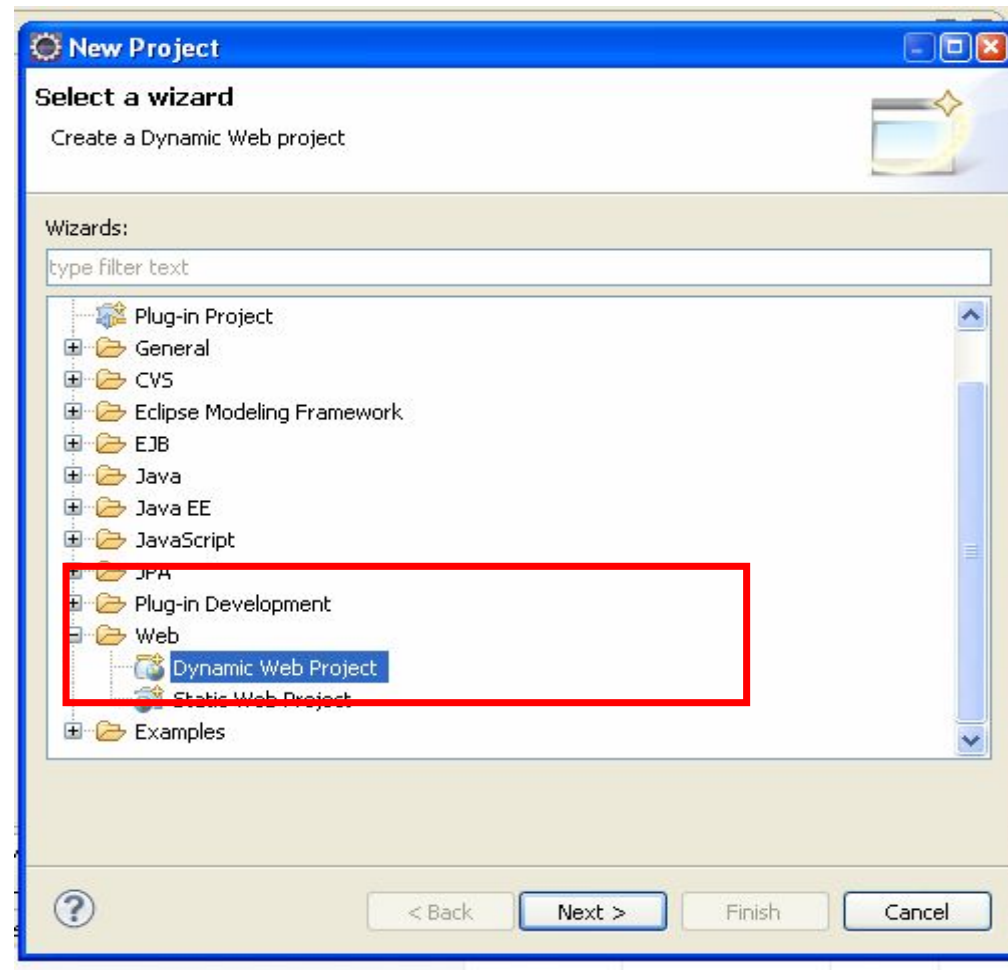 New Project
Select a wizard
Create a Dynamic Web project
Wizards:
type filter text
Plug-in Project
General
CVS
Eclipse Modeling Framework
EJB
Java
Java EE
JavaScript
JPA
Plug-in Development
Web
Dynamic Web Project
Static Web Project
Examples
? < Back Next > Finish Cancel